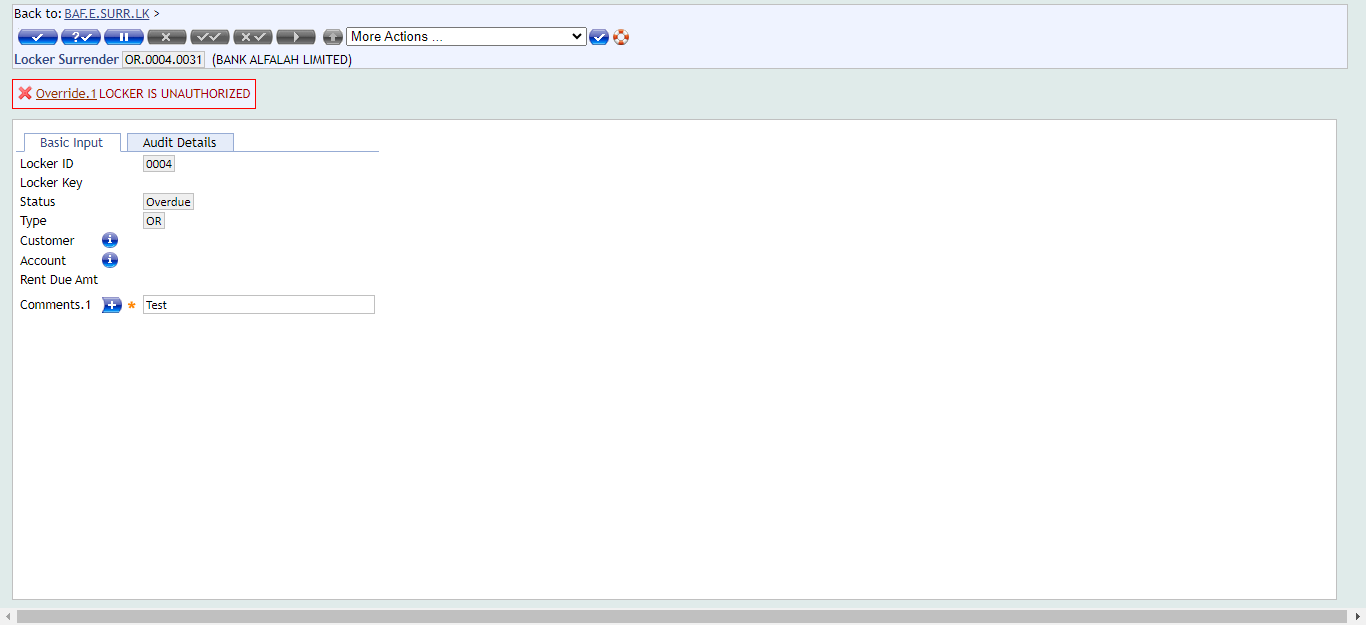 Back to: BAF.E.SURR.LK >
More Actions ...
Locker Surrender OR.0004.0031 (BANK ALFALAH LIMITED)
Override.1 LOCKER IS UNAUTHORIZED
Basic Input Audit Details
Locker ID 0004
Locker Key
Status Overdue
Type OR
Customer
Account
Rent Due Amt
Comments.1 * Test